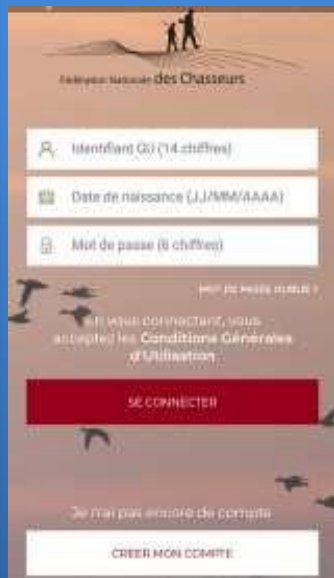 Fédération Nationale des Chasseurs
Identifiant GU (14 chiffres)
Date de naissance (JJ/MM/AAAA)
Mot de passe (6 chiffres)
MOT DE PASSE OUBLIÉ ?
En vous connectant, vous
acceptez les Conditions Générales
d'Utilisation
SE CONNECTER
Je n'ai pas encore de compte
CRÉER MON COMPTE